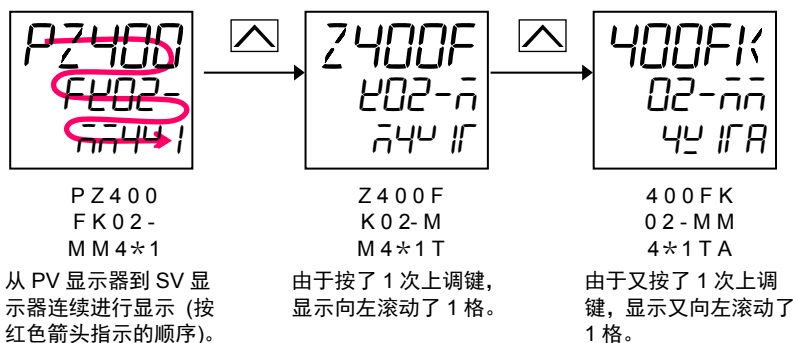 PZ400
FK02-
MM4*1
P Z 4 0 0
F K 0 2 -
M M 4 * 1
从 PV 显示器到 SV 显
示器连续进行显示 (按
红色箭头指示的顺序)。
Z400F
K02-M
M4*1T
Z 4 0 0 F
K 0 2- M
M 4 * 1 T
由于按了 1 次上调键，
显示向左滚动了 1 格。
400FK
02-MM
4*1TA
4 0 0 F K
0 2 - M M
4 * 1 T A
由于又按了 1 次上调
键，显示又向左滚动了
1 格。